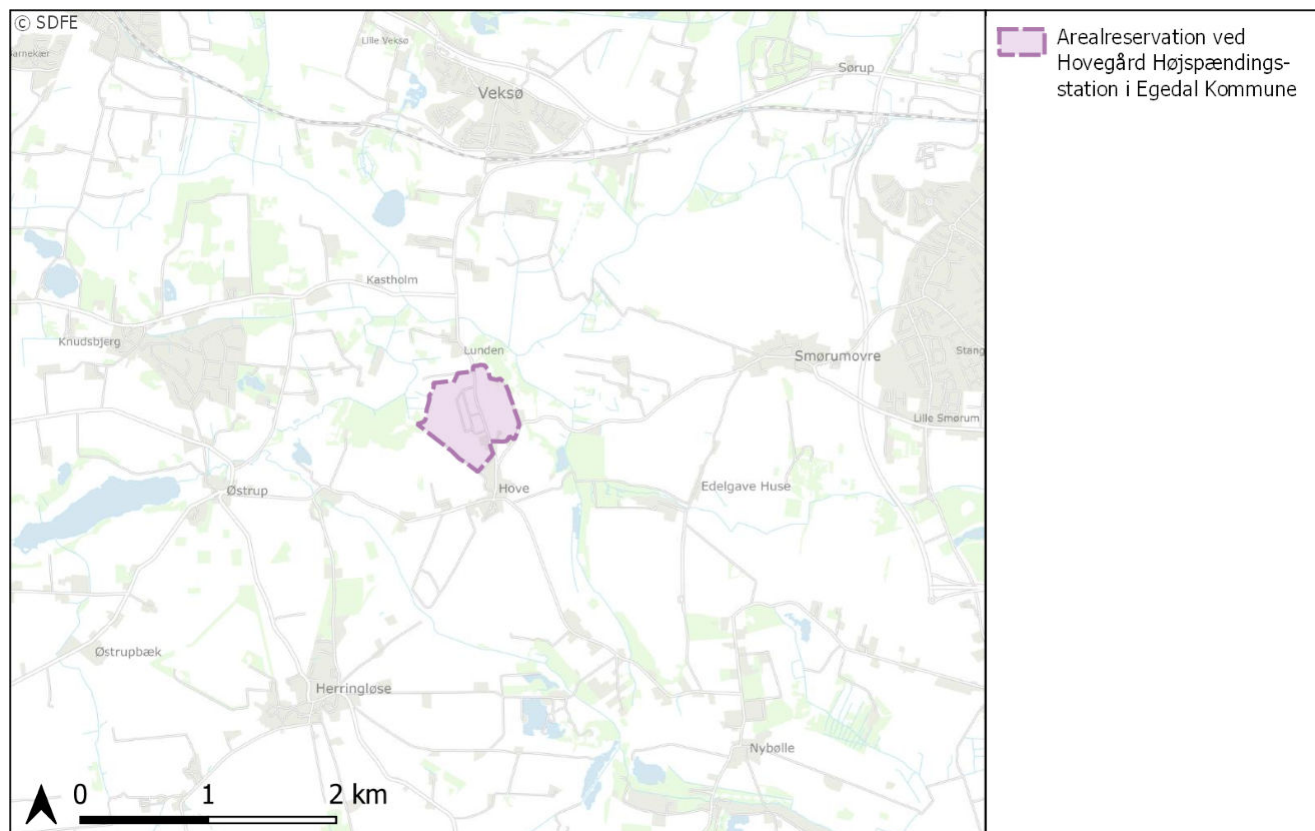 © SDFE
Lille Veksø
Veksø
Sørup
Kastholm
Knudsbjerg
Lunden
Smørumovre
Stang
Lille Smørum
Østrup
Hove
Edelgave Huse
Østrupbæk
Herringløse
Nybølle
0 1 2 km
Arealreservation ved
Hovegård Højspændings-
station i Egedal Kommune